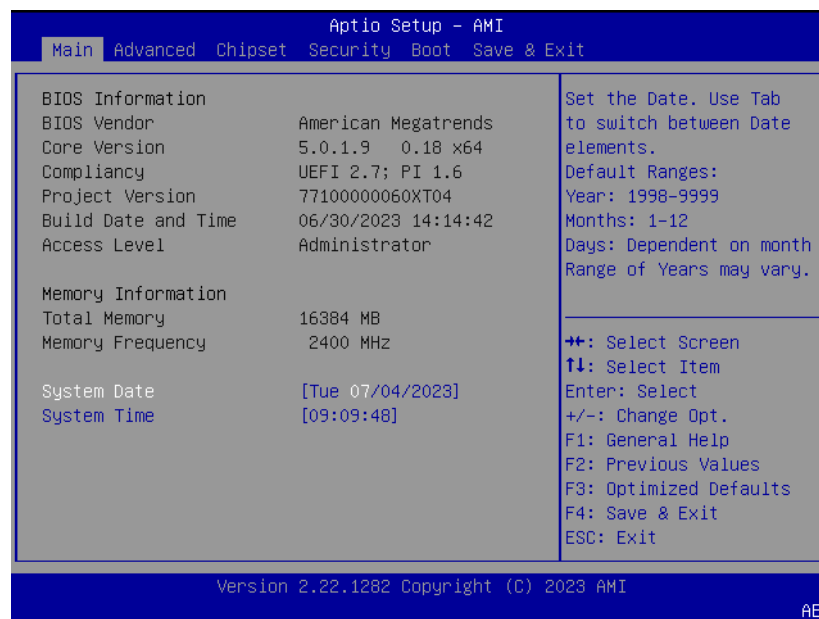 Aptio Setup – AMI
Main Advanced Chipset Security Boot Save & Exit
BIOS Information
BIOS Vendor American Megatrends
Core Version 5.0.1.9 0.18 x64
Compliancy UEFI 2.7; PI 1.6
Project Version 77100000060XT04
Build Date and Time 06/30/2023 14:14:42
Access Level Administrator
Memory Information
Total Memory 16384 MB
Memory Frequency 2400 MHz
System Date [Tue 07/04/2023]
System Time [09:09:48]
Set the Date. Use Tab
to switch between Date
elements.
Default Ranges:
Year: 1998–9999
Months: 1–12
Days: Dependent on month
Range of Years may vary.
→←: Select Screen
↑↓: Select Item
Enter: Select
+/–: Change Opt.
F1: General Help
F2: Previous Values
F3: Optimized Defaults
F4: Save & Exit
ESC: Exit
Version 2.22.1282 Copyright (C) 2023 AMI